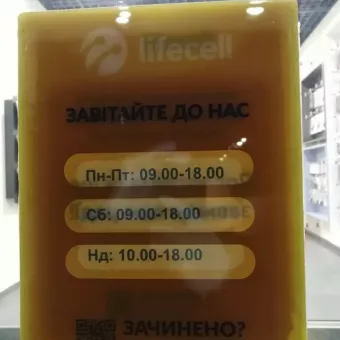 lifecell
ЗАВІТАЙТЕ ДО НАС
Пн-Пт: 09.00-18.00
Сб: 09.00-18.00
Нд: 10.00-18.00
ЗАЧИНЕНО?